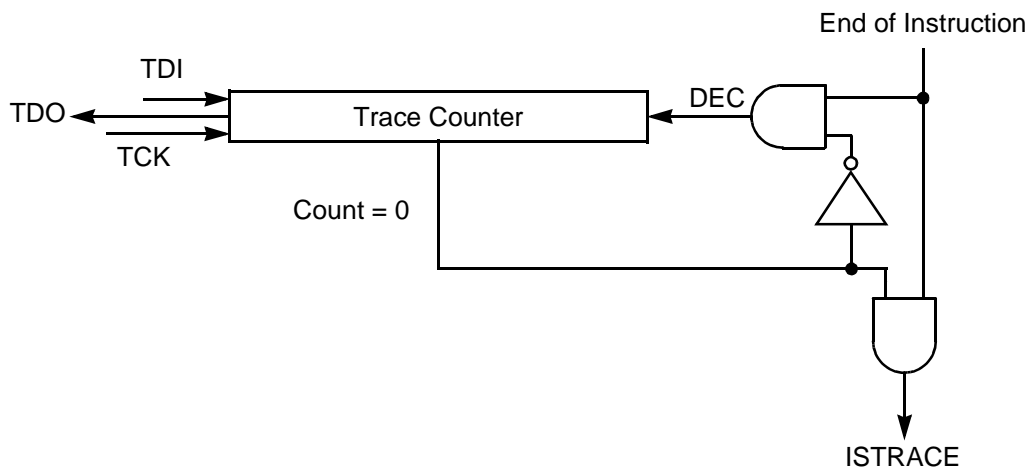 End of Instruction
TDI
DEC
TDO
Trace Counter
TCK
Count = 0
ISTRACE